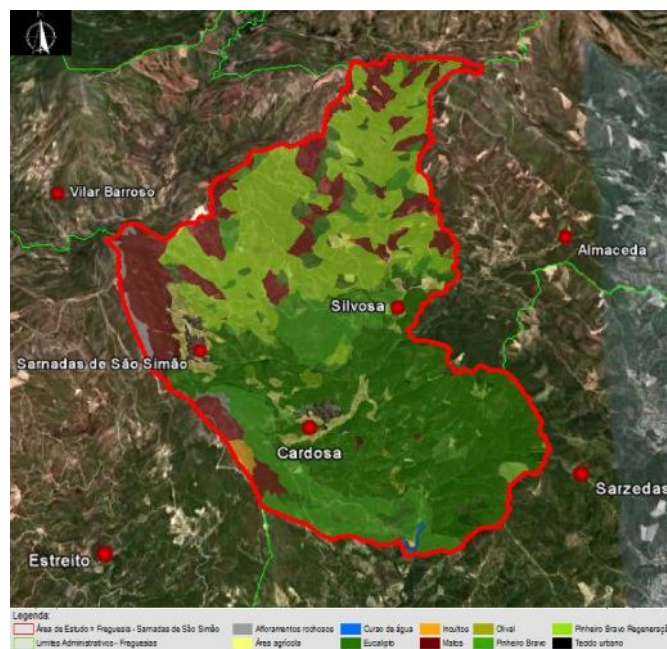 Vilar Barroso
Almaceda
Silvosa
Sarnadas de São Simão
Cardosa
Sarzedas
Estreito
Legenda:
Área de Estudo = Freguesia - Sarnadas de São Simão
Afloramentos rochosos
Curso de água
Incultos
Olival
Pinheiro Bravo Regeneraçã
Limites Administrativos - Freguesias
Área agrícola
Eucalipto
Matos
Pinheiro Bravo
Tecido urbano